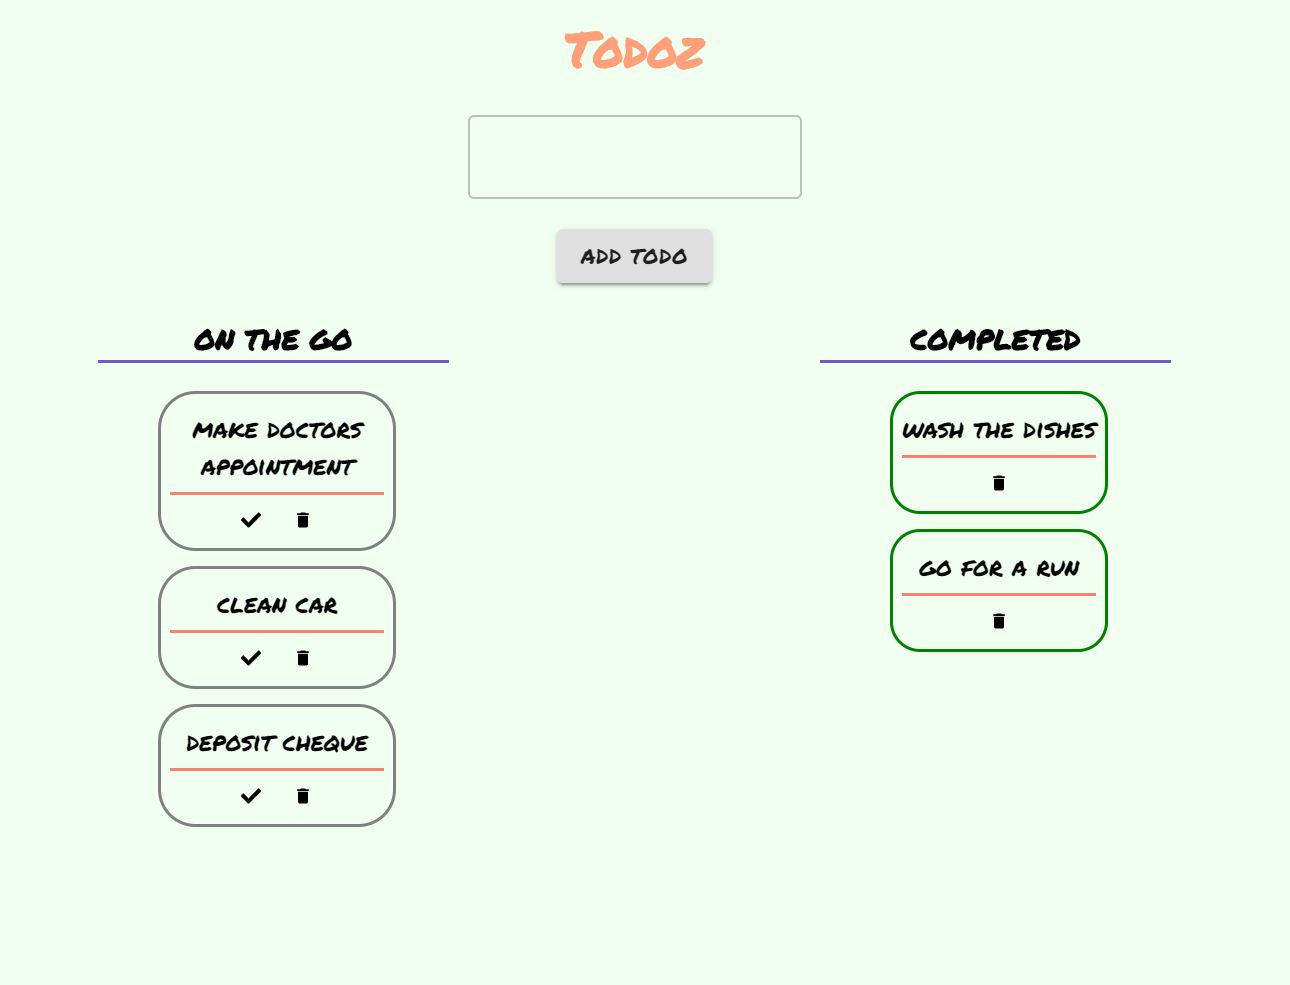 Todoz
ADD TODO
ON THE GO
MAKE DOCTORS
APPOINTMENT
CLEAN CAR
DEPOSIT CHEQUE
COMPLETED
WASH THE DISHES
GO FOR A RUN